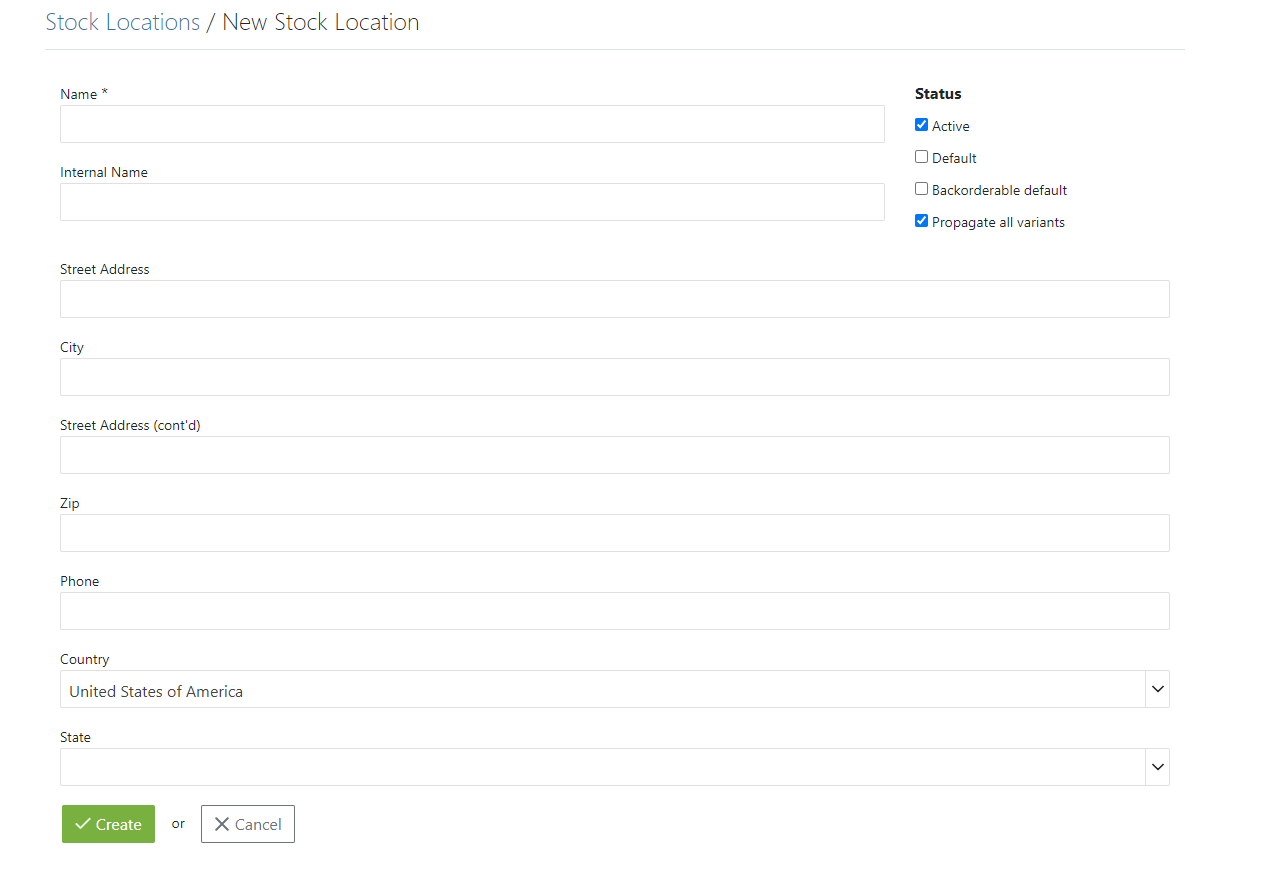 Stock Locations / New Stock Location
Name *
Internal Name
Status
Active
Default
Backorderable default
Propagate all variants
Street Address
City
Street Address (cont'd)
Zip
Phone
Country
United States of America
State
Create or Cancel